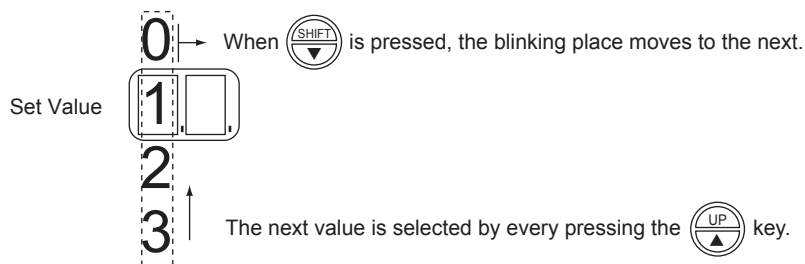 0
When SHIFT is pressed, the blinking place moves to the next.
Set Value 1
2
3
The next value is selected by every pressing the UP key.